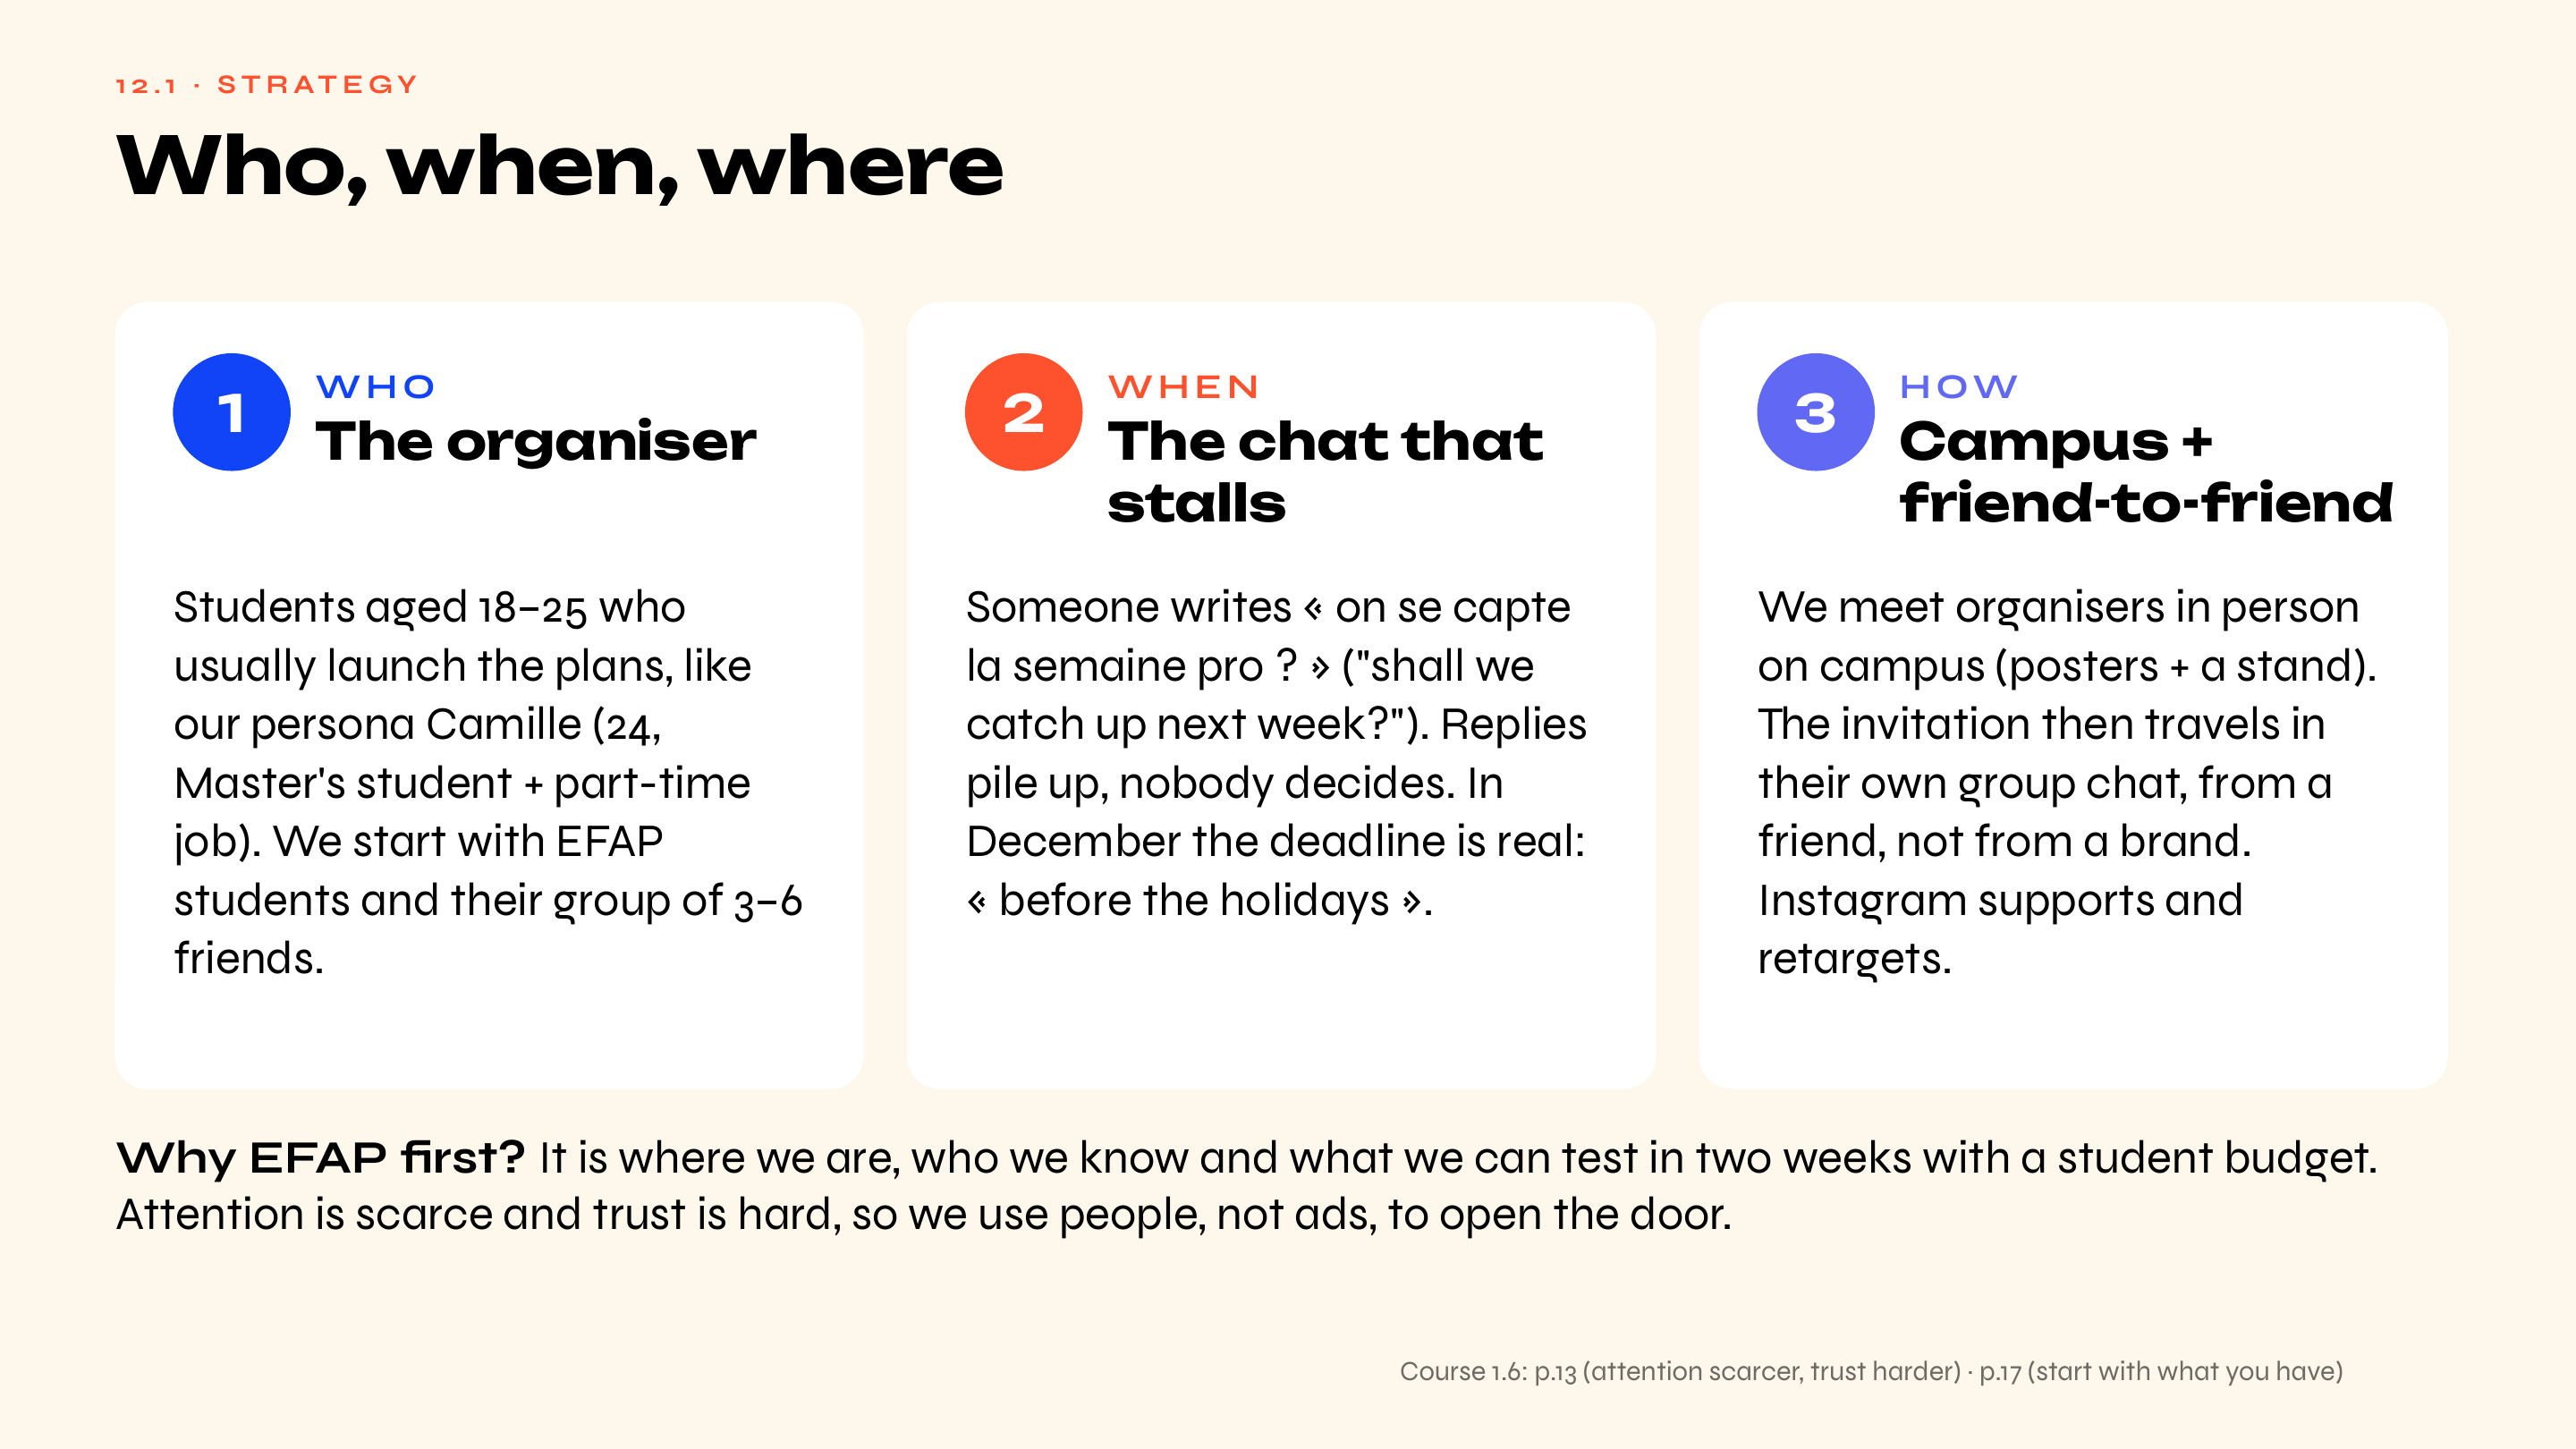 12.1 · STRATEGY
Who, when, where
1
WHO
The organiser
Students aged 18–25 who
usually launch the plans, like
our persona Camille (24,
Master's student + part-time
job). We start with EFAP
students and their group of 3–6
friends.
2
WHEN
The chat that
stalls
Someone writes « on se capte
la semaine pro ? » ("shall we
catch up next week?"). Replies
pile up, nobody decides. In
December the deadline is real:
« before the holidays ».
3
HOW
Campus +
friend-to-friend
We meet organisers in person
on campus (posters + a stand).
The invitation then travels in
their own group chat, from a
friend, not from a brand.
Instagram supports and
retargets.
Why EFAP first? It is where we are, who we know and what we can test in two weeks with a student budget.
Attention is scarce and trust is hard, so we use people, not ads, to open the door.
Course 1.6: p.13 (attention scarcer, trust harder) · p.17 (start with what you have)